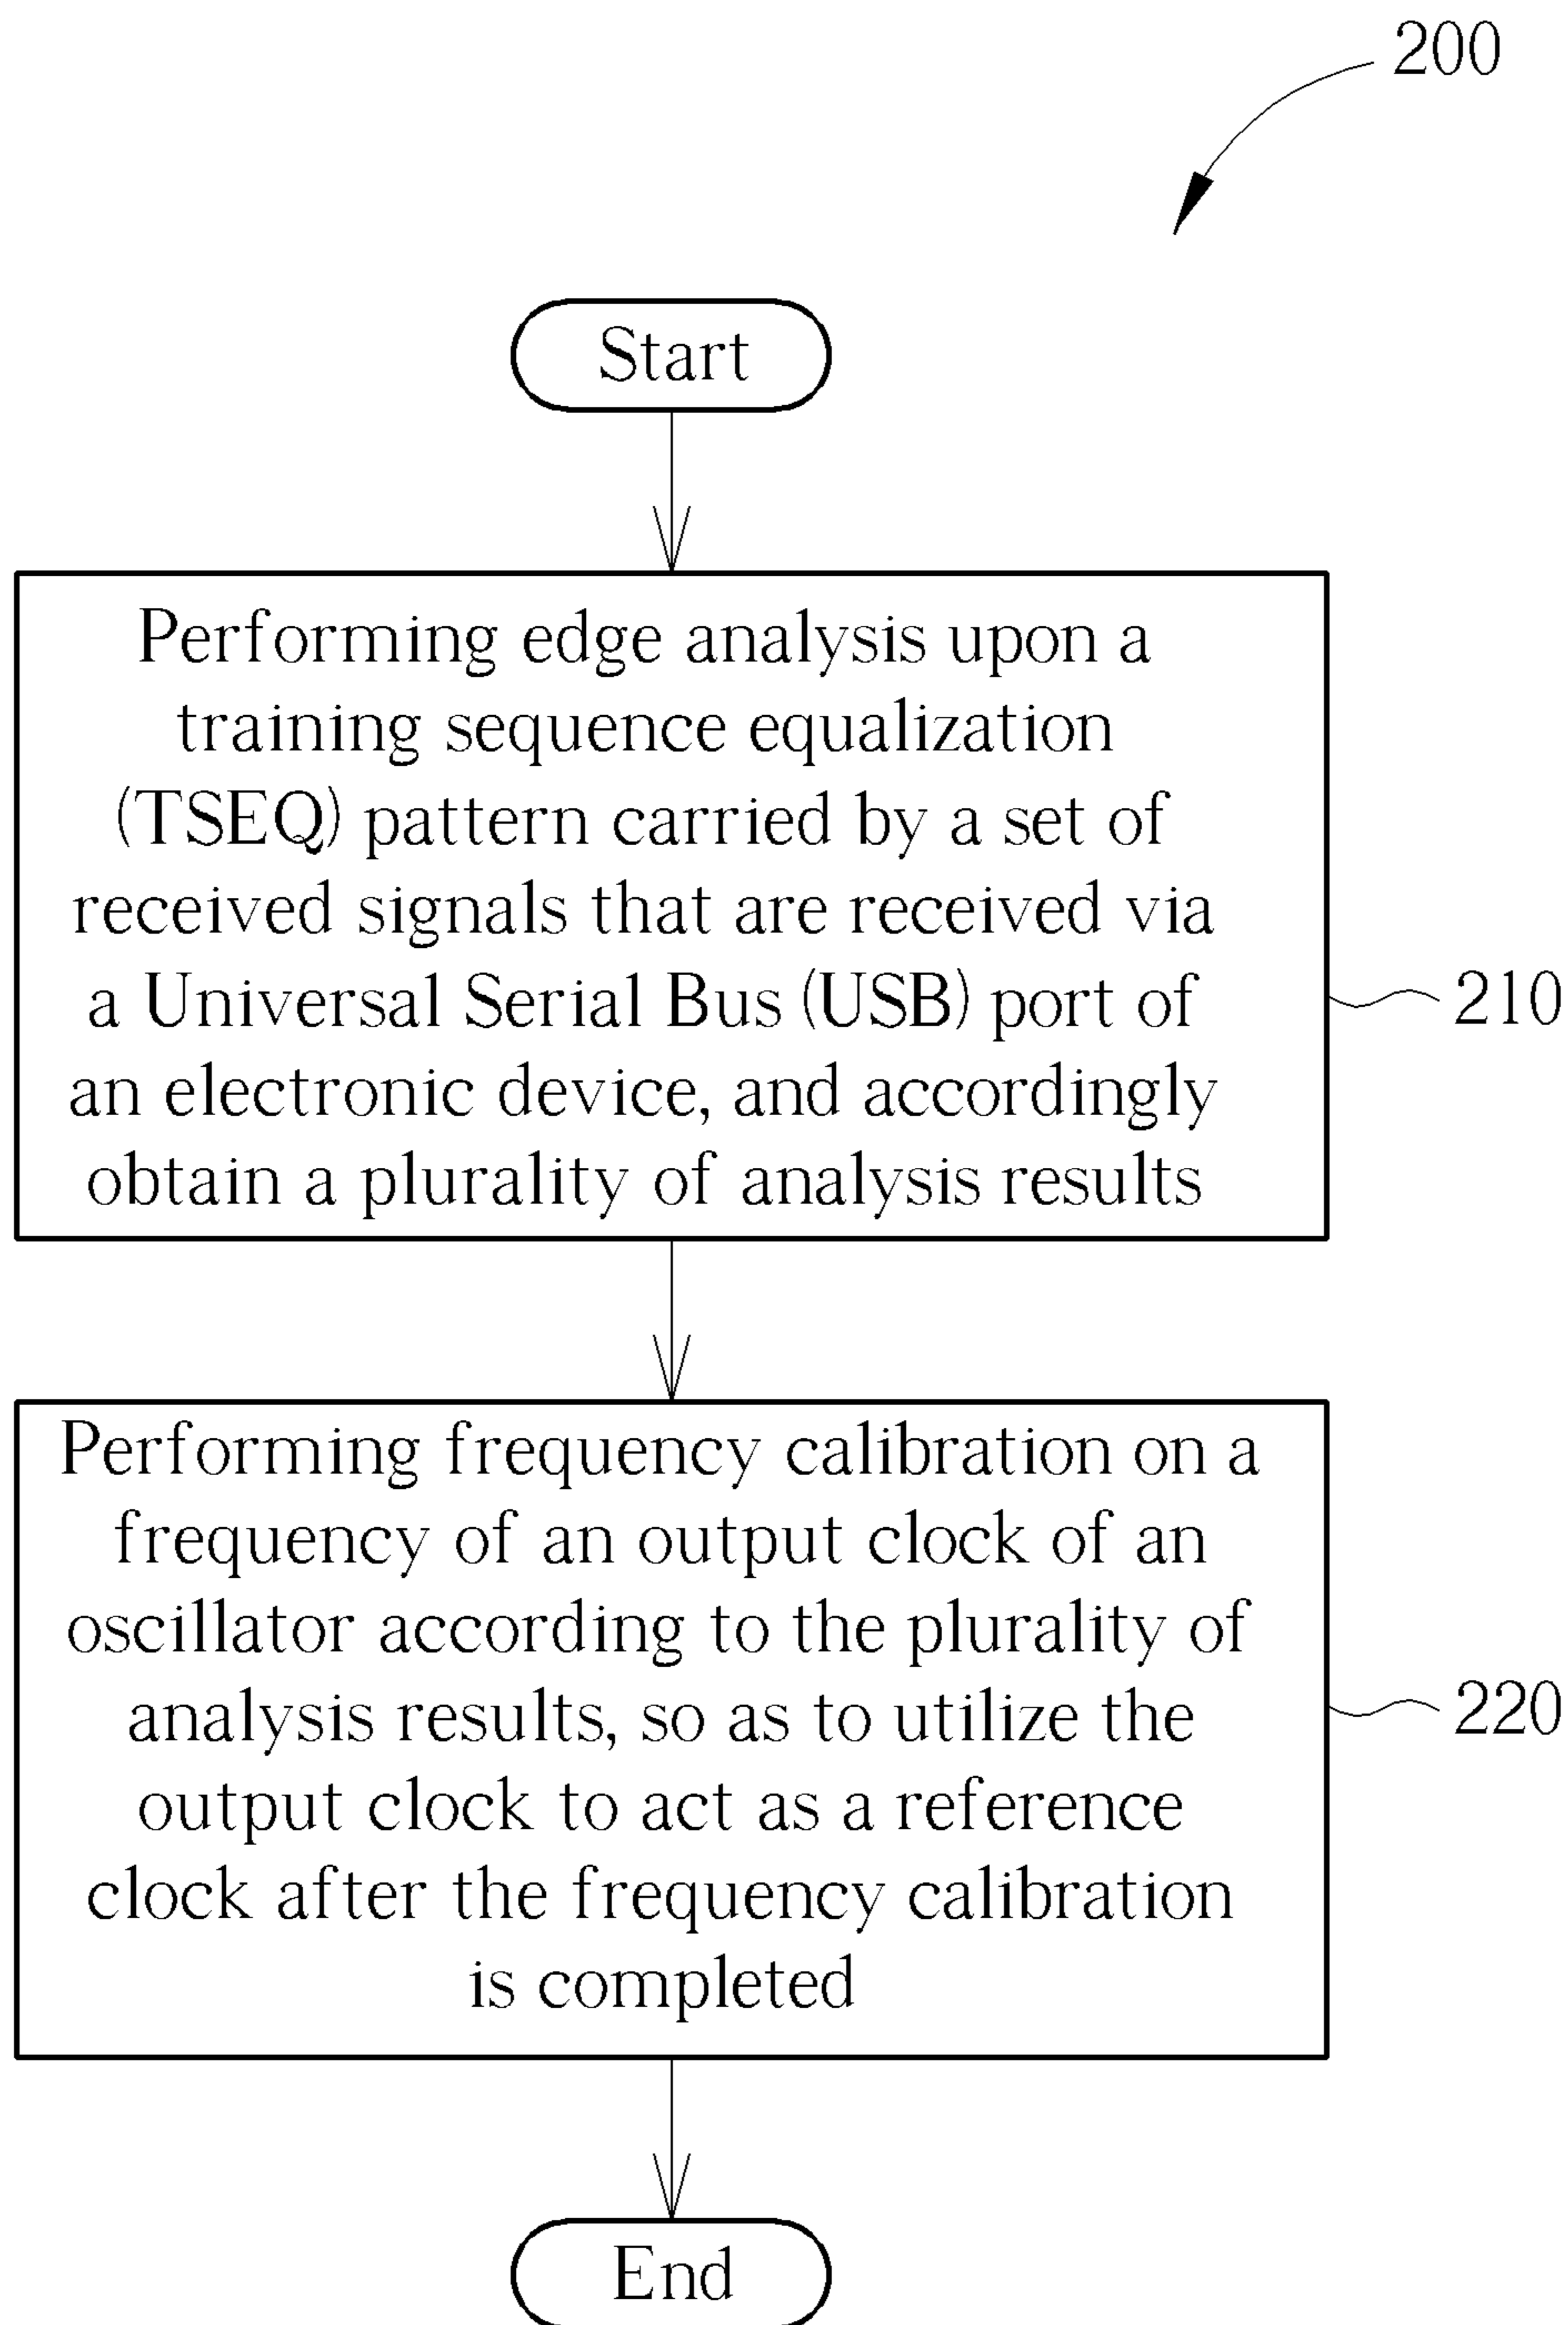 200
Start
Performing edge analysis upon a
training sequence equalization
(TSEQ) pattern carried by a set of
received signals that are received via
a Universal Serial Bus (USB) port of
an electronic device, and accordingly
obtain a plurality of analysis results
210
Performing frequency calibration on a
frequency of an output clock of an
oscillator according to the plurality of
analysis results, so as to utilize the
output clock to act as a reference
clock after the frequency calibration
is completed
220
End